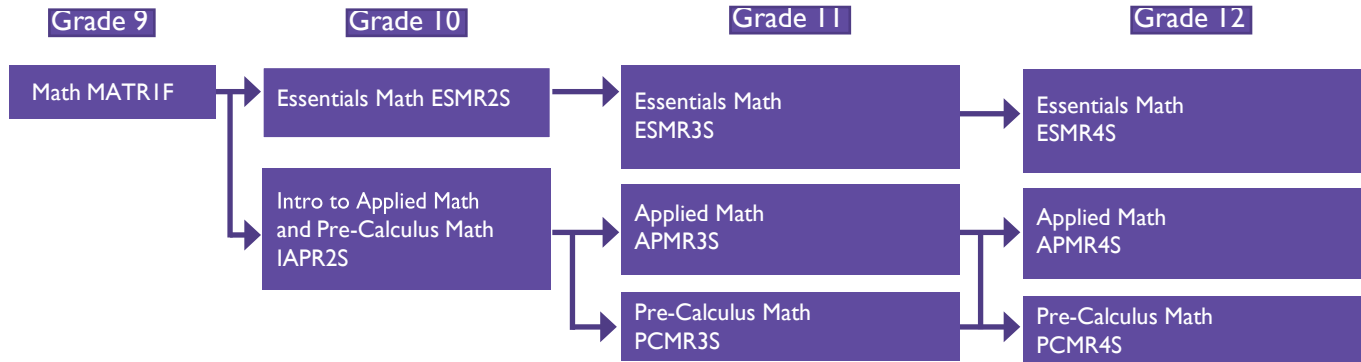 Grade 9
Grade 10
Grade 11
Grade 12
Math MATR1F
Essentials Math ESMR2S
Essentials Math
ESMR3S
Essentials Math
ESMR4S
Intro to Applied Math
and Pre-Calculus Math
IAPR2S
Applied Math
APMR3S
Applied Math
APMR4S
Pre-Calculus Math
PCMR3S
Pre-Calculus Math
PCMR4S